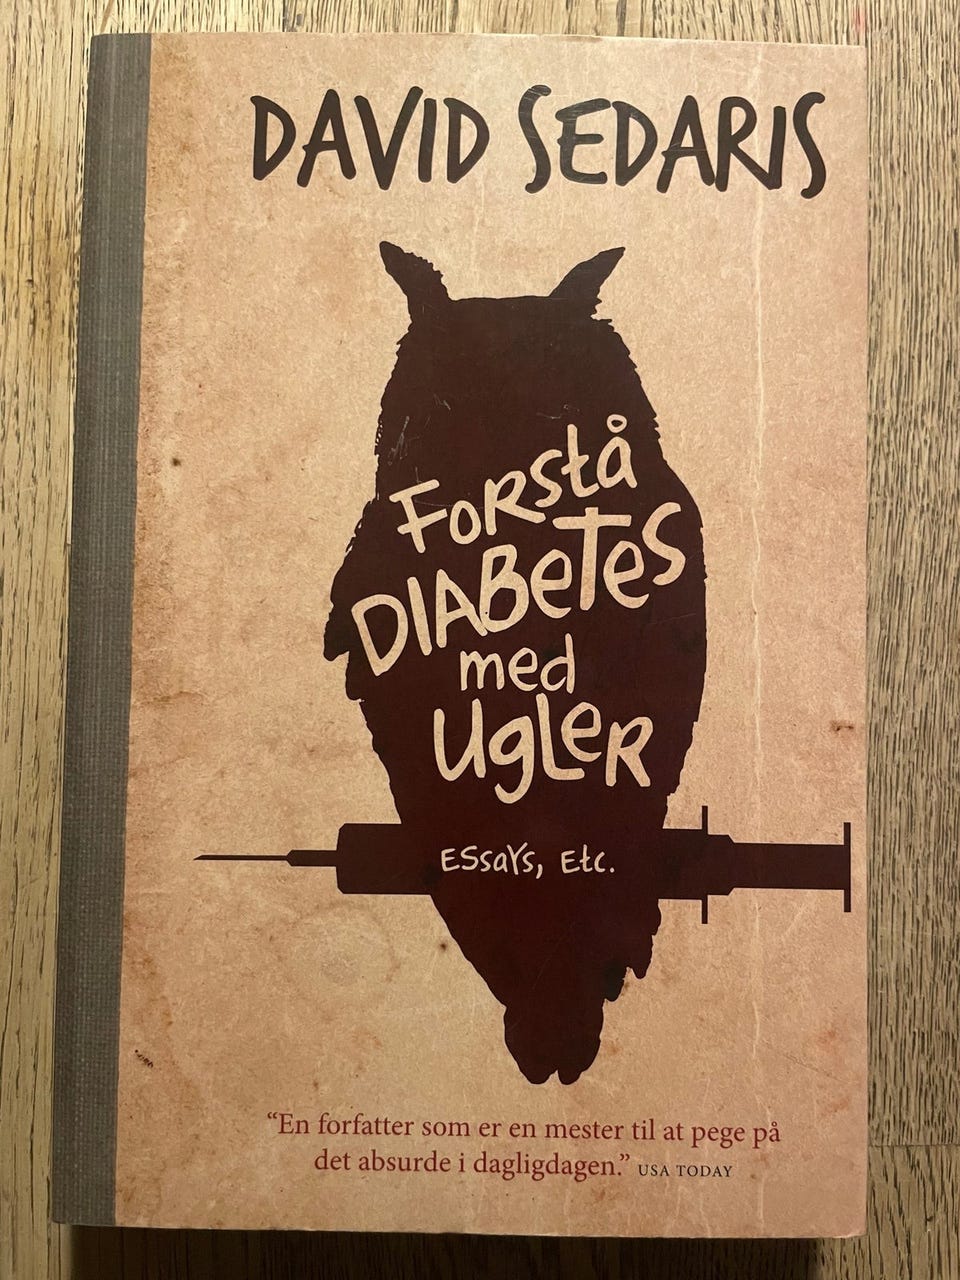 DAVID SEDARIS
Forstå
DIABETES
med
UGLER
ESSAYS, Etc.
“En forfatter som er en mester til at pege på
det absurde i dagligdagen.” USA TODAY